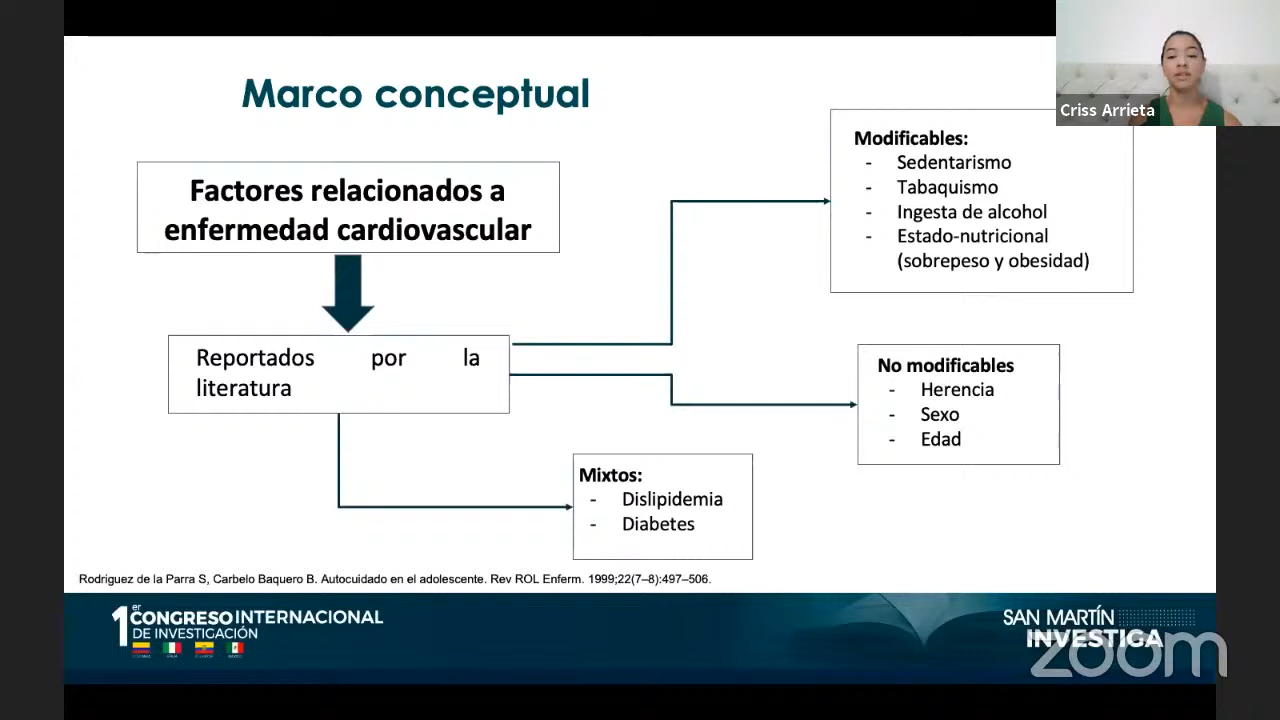 Marco conceptual
Criss Arrieta
Factores relacionados a
enfermedad cardiovascular
Reportados por la
literatura
Modificables:
- Sedentarismo
- Tabaquismo
- Ingesta de alcohol
- Estado-nutricional
(sobrepeso y obesidad)
No modificables
- Herencia
- Sexo
- Edad
Mixtos:
- Dislipidemia
- Diabetes
Rodriguez de la Parra S, Carbelo Baquero B. Autocuidado en el adolescente. Rev ROL Enferm. 1999;22(7–8):497–506.
1er CONGRESO INTERNACIONAL
DE INVESTIGACIÓN
SAN MARTÍN
INVESTIGA
zoom